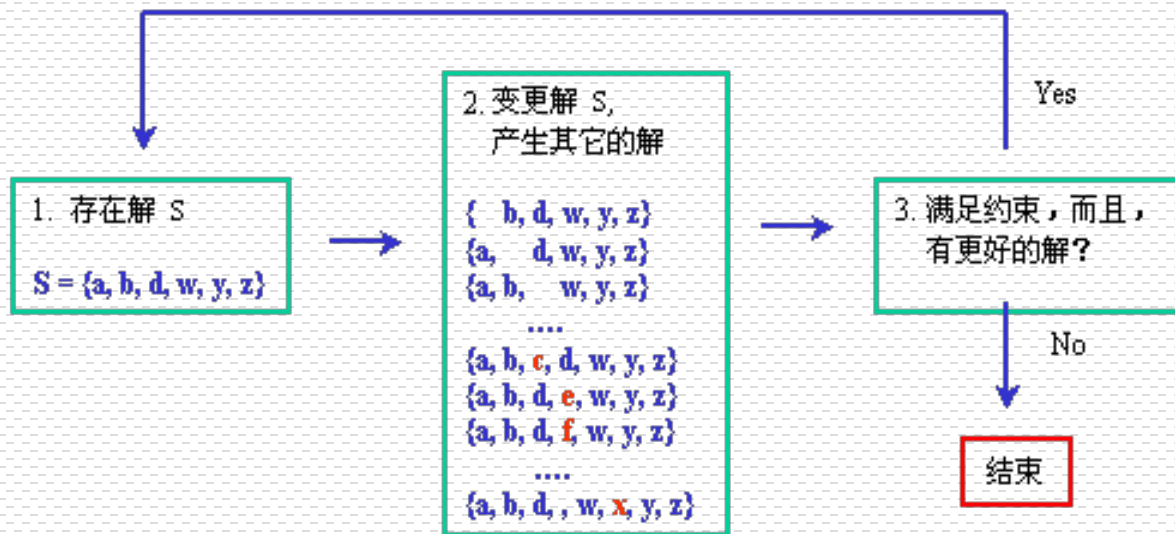 1. 存在解 S
S = {a, b, d, w, y, z}
2. 变更解 S,
产生其它的解
{ b, d, w, y, z}
{a, d, w, y, z}
{a, b, w, y, z}
....
{a, b, c, d, w, y, z}
{a, b, d, e, w, y, z}
{a, b, d, f, w, y, z}
....
{a, b, d, , w, x, y, z}
3. 满足约束，而且，
有更好的解?
Yes
No
结束